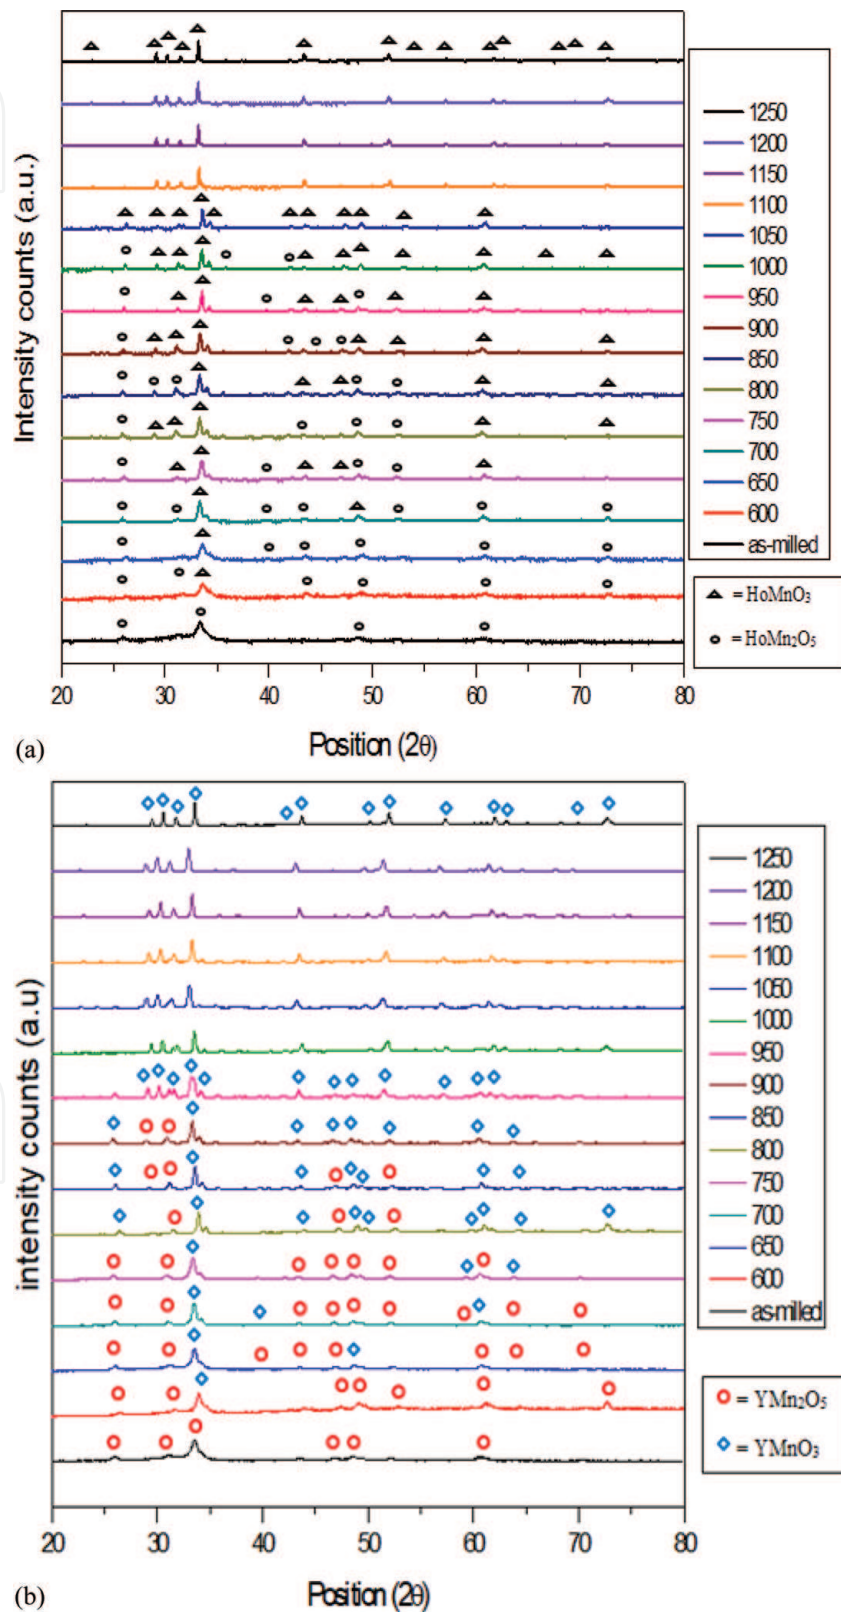 Intensity counts (a.u.)
1250
1200
1150
1100
1050
1000
950
900
850
800
750
700
650
600
as-milled
= HoMnO₃
= HoMn₂O₅
20 30 40 50 60 70 80
(a)
Position (2θ)
intensity counts (a.u)
1250
1200
1150
1100
1050
1000
950
900
850
800
750
700
650
600
as-milled
= YMn₂O₅
= YMnO₃
20 30 40 50 60 70 80
(b)
Position (2θ)